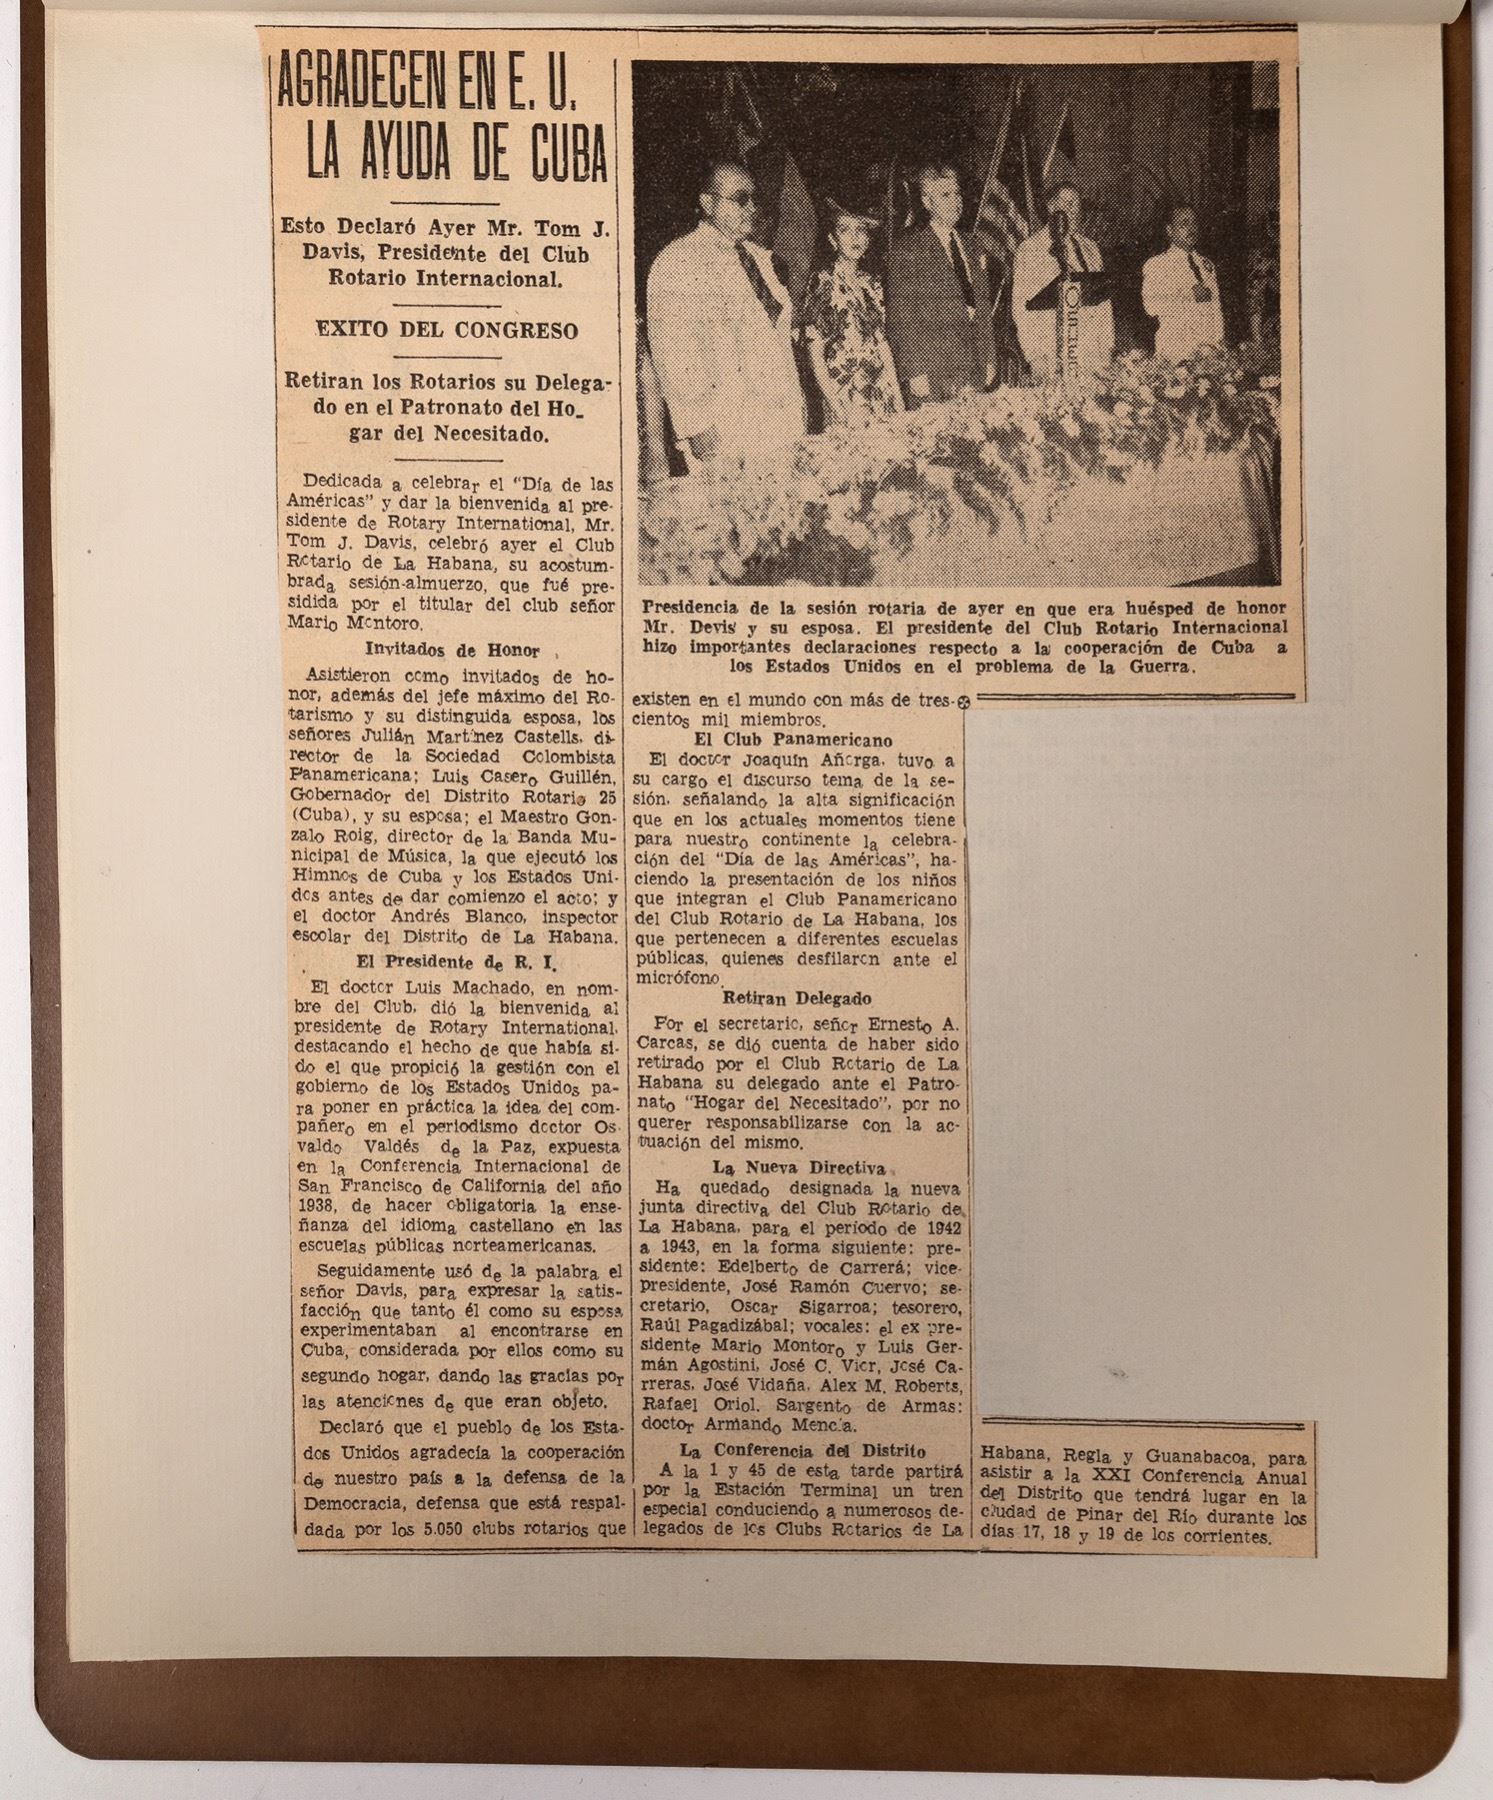 AGRADECEN EN E. U.
LA AYUDA DE CUBA
Esto Declaró Ayer Mr. Tom J.
Davis, Presidente del Club
Rotario Internacional.
EXITO DEL CONGRESO
Retiran los Rotarios su Delega-
do en el Patronato del Ho-
gar del Necesitado.
Dedicada a celebrar el "Día de las
Américas" y dar la bienvenida al pre-
sidente de Rotary International, Mr.
Tom J. Davis, celebró ayer el Club
Rotario de La Habana, su acostum-
brada sesión-almuerzo, que fué pre-
sidida por el titular del club señor
Mario Montoro.
Invitados de Honor
Asistieron como invitados de ho-
nor, además del jefe máximo del Ro-
tarismo y su distinguida esposa, los
señores Julián Martínez Castells, di-
rector de la Sociedad Colombista
Panamericana; Luis Casero Guillén,
Gobernador del Distrito Rotario 25
(Cuba), y su esposa; el Maestro Gon-
zalo Roig, director de la Banda Mu-
nicipal de Música, la que ejecutó los
Himnos de Cuba y los Estados Uni-
dos antes de dar comienzo el acto; y
el doctor Andrés Blanco, inspector
escolar del Distrito de La Habana.
El Presidente de R. I.
El doctor Luis Machado, en nom-
bre del Club, dió la bienvenida al
presidente de Rotary International,
destacando el hecho de que había si-
do el que propició la gestión con el
gobierno de los Estados Unidos pa-
ra poner en práctica la idea del com-
pañero en el periodismo doctor Os-
valdo Valdés de la Paz, expuesta
en la Conferencia Internacional de
San Francisco de California del año
1938, de hacer obligatoria la ense-
ñanza del idioma castellano en las
escuelas públicas norteamericanas.
Seguidamente usó de la palabra el
señor Davis, para expresar la satis-
facción que tanto él como su esposa
experimentaban al encontrarse en
Cuba, considerada por ellos como su
segundo hogar, dando las gracias por
las atenciones de que eran objeto.
Declaró que el pueblo de los Esta-
dos Unidos agradecía la cooperación
de nuestro país a la defensa de la
Democracia, defensa que está respal-
dada por los 5.050 clubs rotarios que
Presidencia de la sesión rotaria de ayer en que era huésped de honor
Mr. Devis y su esposa. El presidente del Club Rotario Internacional
hizo importantes declaraciones respecto a la cooperación de Cuba a
los Estados Unidos en el problema de la Guerra.
existen en el mundo con más de tres-
cientos mil miembros.
El Club Panamericano
El doctor Joaquín Añorga, tuvo a
su cargo el discurso tema de la se-
sión, señalando la alta significación
que en los actuales momentos tiene
para nuestro continente la celebra-
ción del "Día de las Américas", ha-
ciendo la presentación de los niños
que integran el Club Panamericano
del Club Rotario de La Habana, los
que pertenecen a diferentes escuelas
públicas, quienes desfilaron ante el
micrófono.
Retiran Delegado
Por el secretario, señor Ernesto A.
Carcas, se dió cuenta de haber sido
retirado por el Club Rotario de La
Habana su delegado ante el Patro-
nato "Hogar del Necesitado", por no
querer responsabilizarse con la ac-
tuación del mismo.
La Nueva Directiva
Ha quedado designada la nueva
junta directiva del Club Rotario de
La Habana, para el período de 1942
a 1943, en la forma siguiente: pre-
sidente: Edelberto de Carrerá; vice-
presidente, José Ramón Cuervo; se-
cretario, Oscar Sigarroa; tesorero,
Raúl Pagadizábal; vocales: el ex pre-
sidente Mario Montoro y Luis Ger-
mán Agostini, José C. Vior, José Ca-
rreras, José Vidaña, Alex M. Roberts,
Rafael Oriol. Sargento de Armas:
doctor Armando Mencía.
La Conferencia del Distrito
A la 1 y 45 de esta tarde partirá
por la Estación Terminal un tren
especial conduciendo a numerosos de-
legados de los Clubs Rotarios de La
Habana, Regla y Guanabacoa, para
asistir a la XXI Conferencia Anual
del Distrito que tendrá lugar en la
ciudad de Pinar del Río durante los
días 17, 18 y 19 de los corrientes.